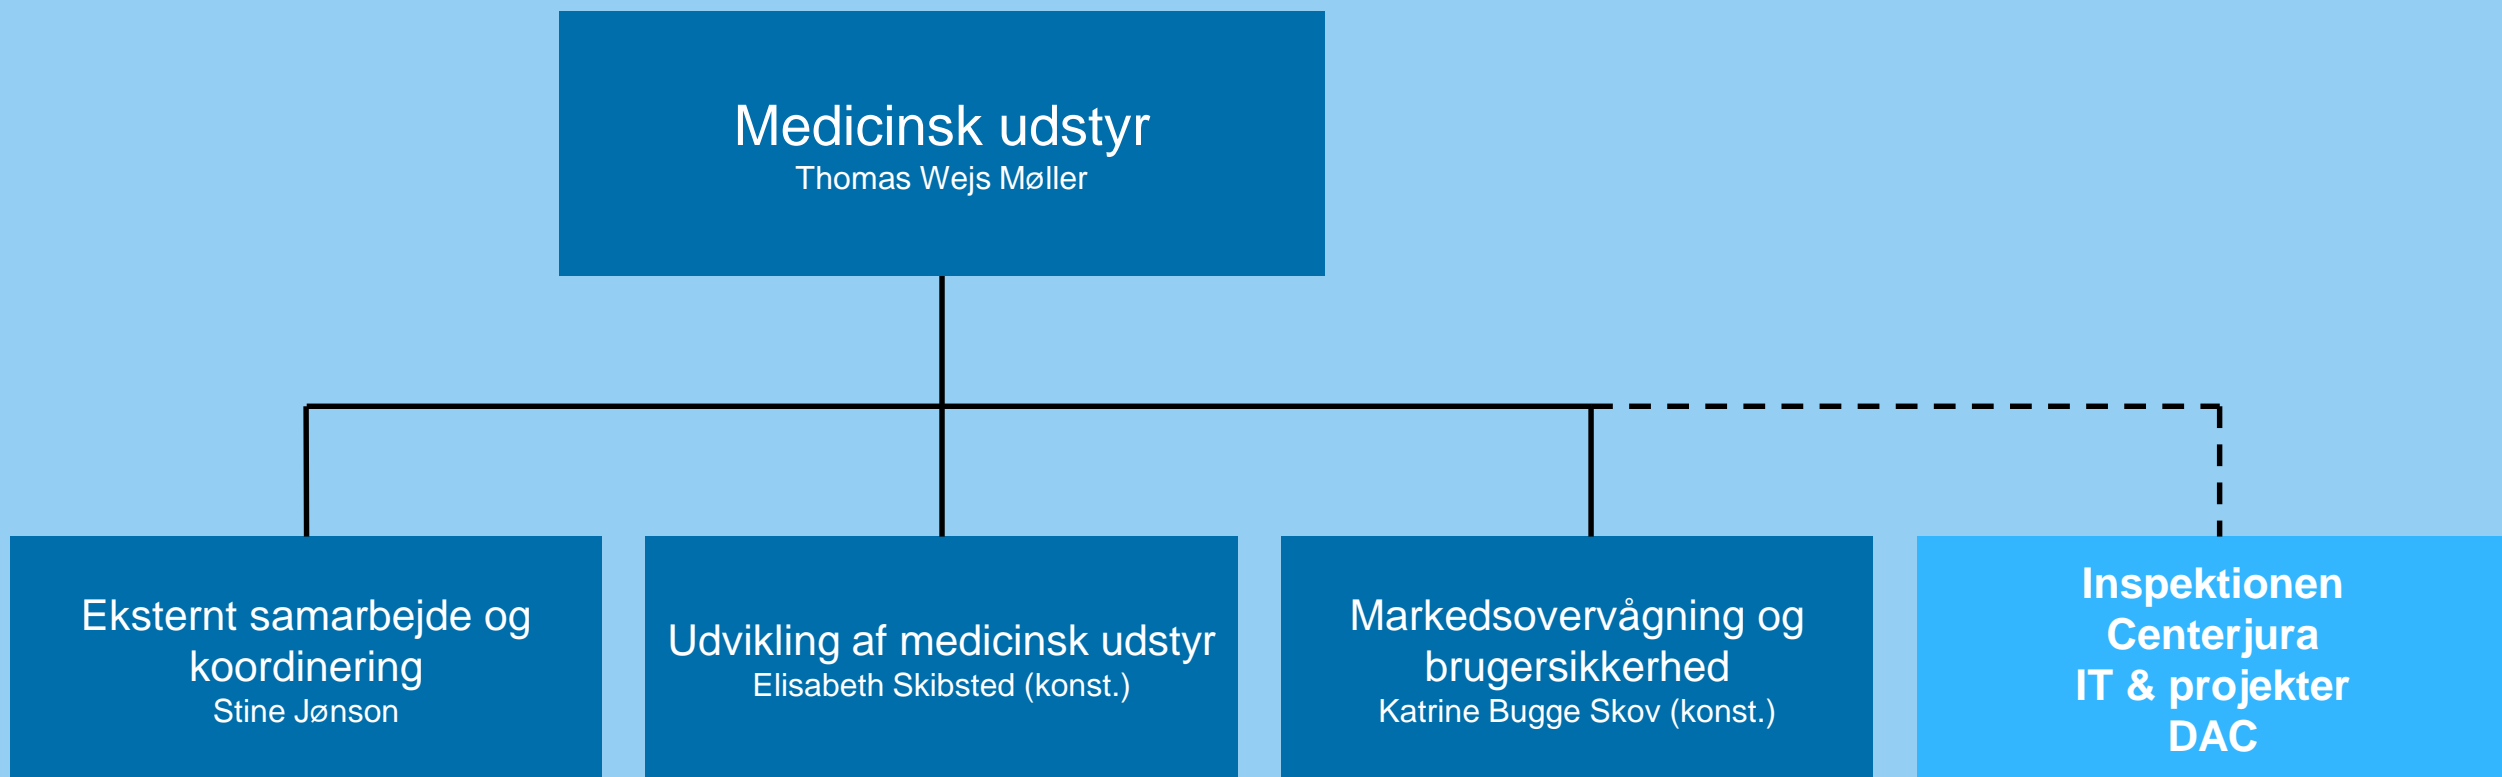 Medicinsk udstyr
Thomas Wejs Møller
Eksternt samarbejde og
koordinering
Stine Jønson
Udvikling af medicinsk udstyr
Elisabeth Skibsted (konst.)
Markedsovervågning og
brugersikkerhed
Katrine Bugge Skov (konst.)
Inspektionen
Centerjura
IT & projekter
DAC